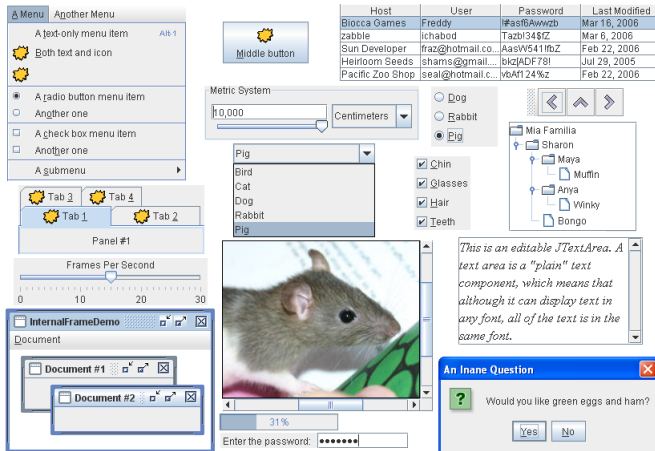 A Menu Another Menu
A text-only menu item Alt-1
Both text and icon
A radio button menu item
Another one
A check box menu item
Another one
A submenu
Middle button
Host User Password Last Modified
Biocca Games Freddy !#asf6Awwzb Mar 16, 2006
zabble ichabod Tazb!34$fZ Mar 6, 2006
Sun Developer fraz@hotmail.co... AasW541!fbZ Feb 22, 2006
Heirloom Seeds shams@gmail.... bkz[ADF78! Jul 29, 2005
Pacific Zoo Shop seal@hotmail.c... vbAf124%z Feb 22, 2006
Metric System
10,000 Centimeters
Dog
Rabbit
Pig
Pig
Bird
Cat
Dog
Rabbit
Pig
Chin
Glasses
Hair
Teeth
Mia Familia
Sharon
Maya
Muffin
Anya
Winky
Bongo
Tab 3 Tab 4
Tab 1 Tab 2
Panel #1
Frames Per Second
0 10 20 30
This is an editable JTextArea. A
text area is a "plain" text
component, which means that
although it can display text in
any font, all of the text is in the
same font.
InternalFrameDemo
Document
Document #1
Document #2
31%
Enter the password:
An Inane Question
Would you like green eggs and ham?
Yes No